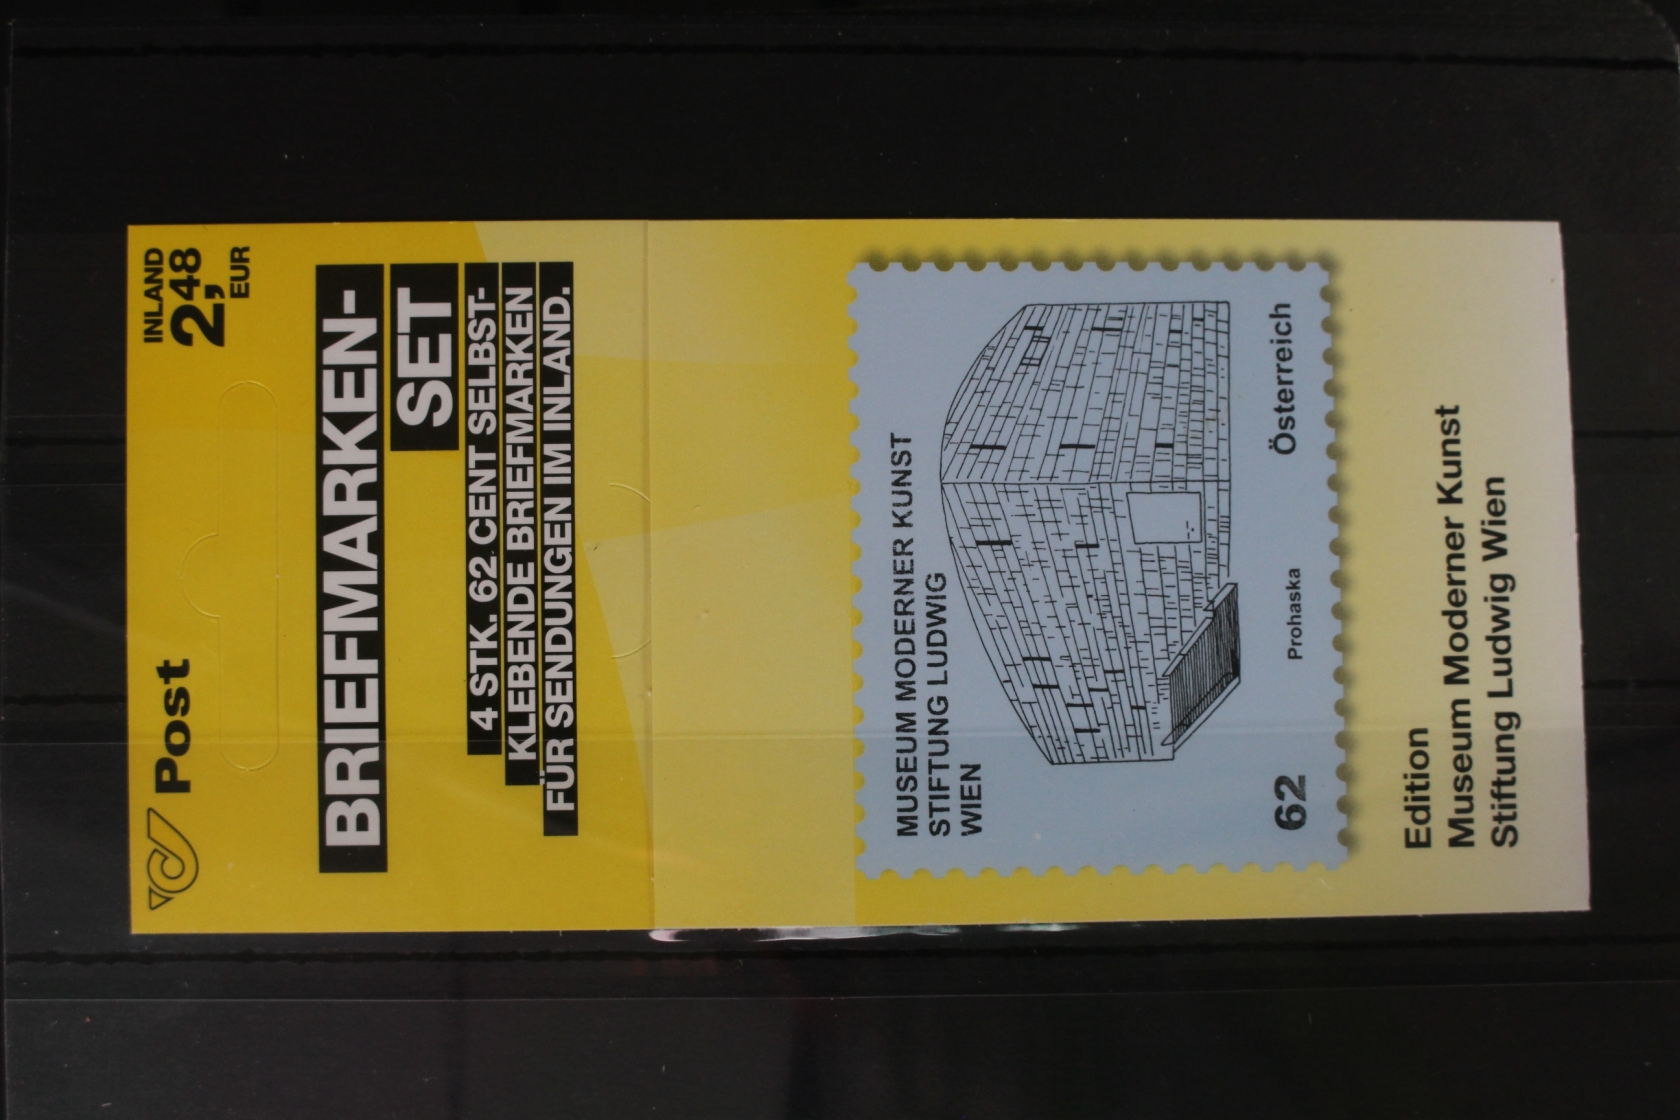 Post
INLAND
2,48
EUR
BRIEFMARKEN-
SET
4 STK. 62 CENT SELBST-
KLEBENDE BRIEFMARKEN
FÜR SENDUNGEN IM INLAND.
MUSEUM MODERNER KUNST
STIFTUNG LUDWIG
WIEN
62
Prohaska
Österreich
Edition
Museum Moderner Kunst
Stiftung Ludwig Wien